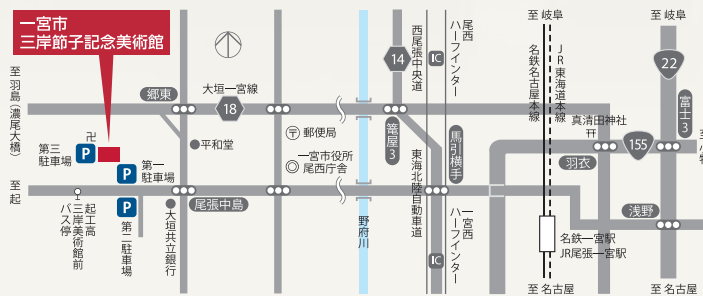 一宮市
三岸節子記念美術館
至 羽島（濃尾大橋）
郷東
大垣一宮線
18
卍
第三
駐車場
P
平和堂
郵便局
P
第一
駐車場
一宮市役所
尾西庁舎
至 起
起工高
三岸美術館前
バス停
P
第二駐車場
大垣共立銀行
尾張中島
野府川
14
籠屋3
西尾張中央道
尾西
ハーフインター
IC
馬引横手
東海北陸自動車道
一宮西
ハーフインター
IC
至 岐阜
名鉄名古屋本線
JR東海道本線
真清田神社
羽衣
155
至 岐阜
22
富士3
浅野
名鉄一宮駅
JR尾張一宮駅
至 名古屋
至 名古屋